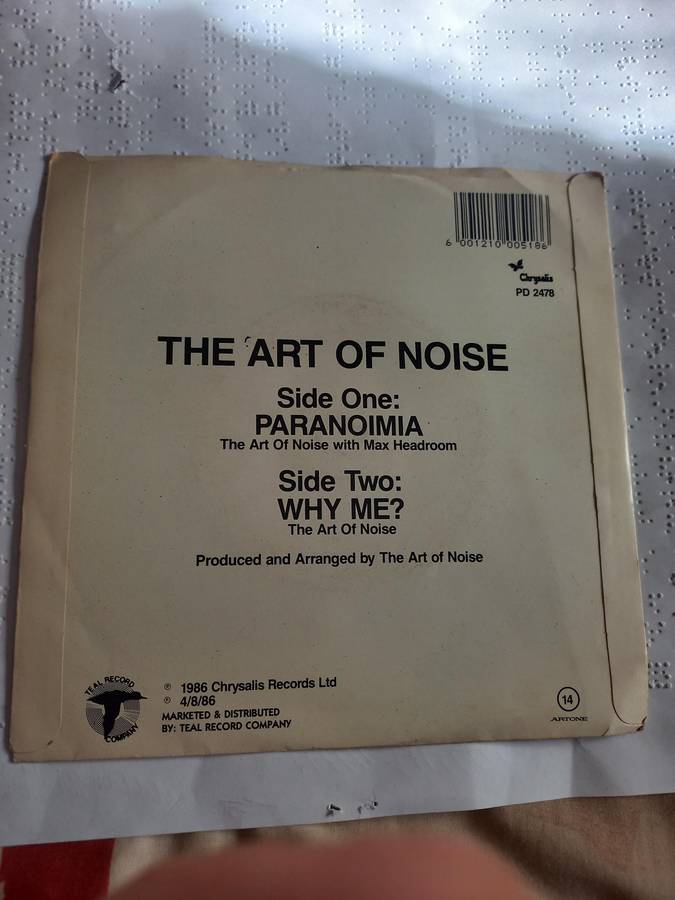 6 001210 005186
Chrysalis
PD 2478
THE ART OF NOISE
Side One:
PARANOIMIA
The Art Of Noise with Max Headroom
Side Two:
WHY ME?
The Art Of Noise
Produced and Arranged by The Art of Noise
TEAL RECORD
COMPANY
℗ 1986 Chrysalis Records Ltd
℗ 4/8/86
MARKETED & DISTRIBUTED
BY: TEAL RECORD COMPANY
14
ARTONE